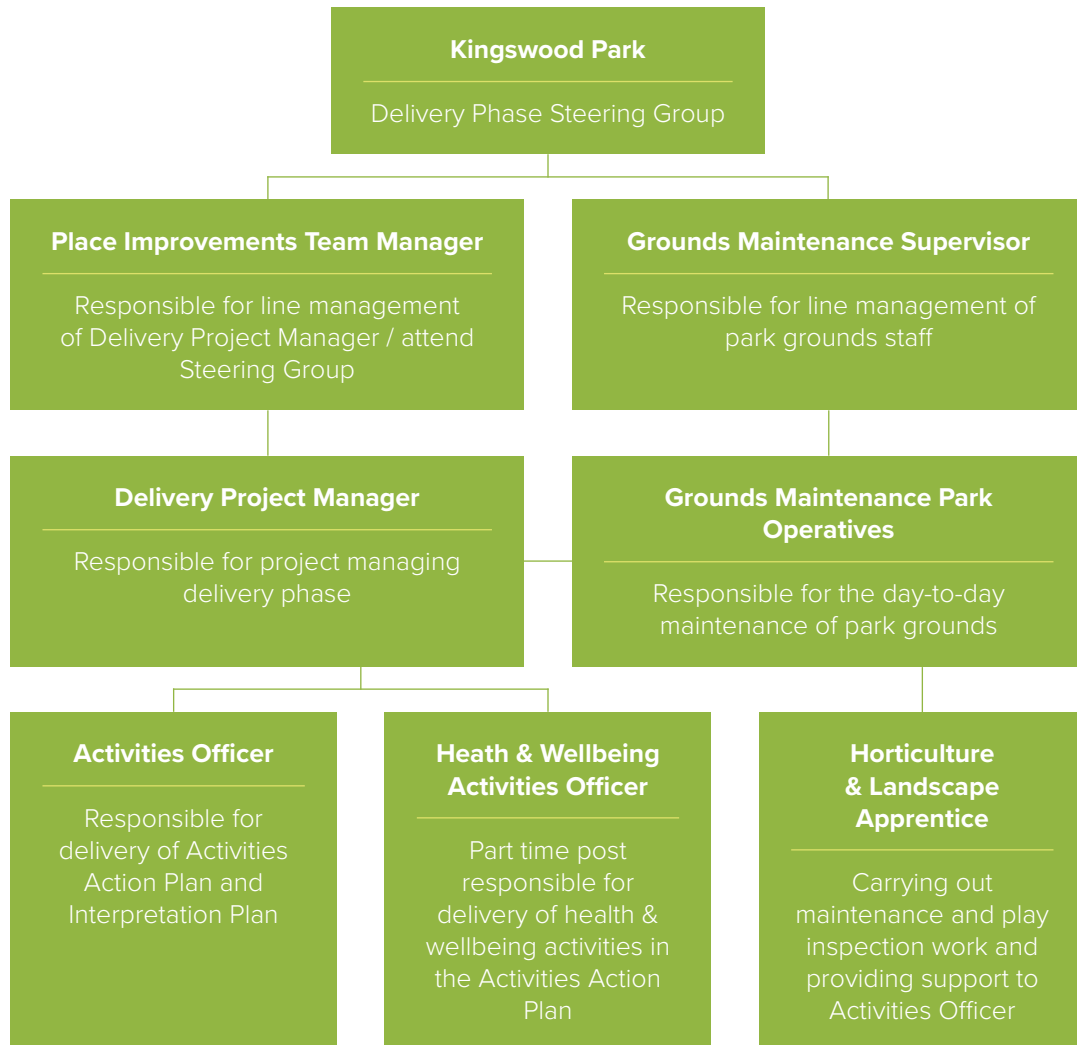 Kingswood Park
Delivery Phase Steering Group
Place Improvements Team Manager
Responsible for line management
of Delivery Project Manager / attend
Steering Group
Grounds Maintenance Supervisor
Responsible for line management of
park grounds staff
Delivery Project Manager
Responsible for project managing
delivery phase
Grounds Maintenance Park
Operatives
Responsible for the day-to-day
maintenance of park grounds
Activities Officer
Responsible for
delivery of Activities
Action Plan and
Interpretation Plan
Heath & Wellbeing
Activities Officer
Part time post
responsible for
delivery of health &
wellbeing activities in
the Activities Action
Plan
Horticulture
& Landscape
Apprentice
Carrying out
maintenance and play
inspection work and
providing support to
Activities Officer